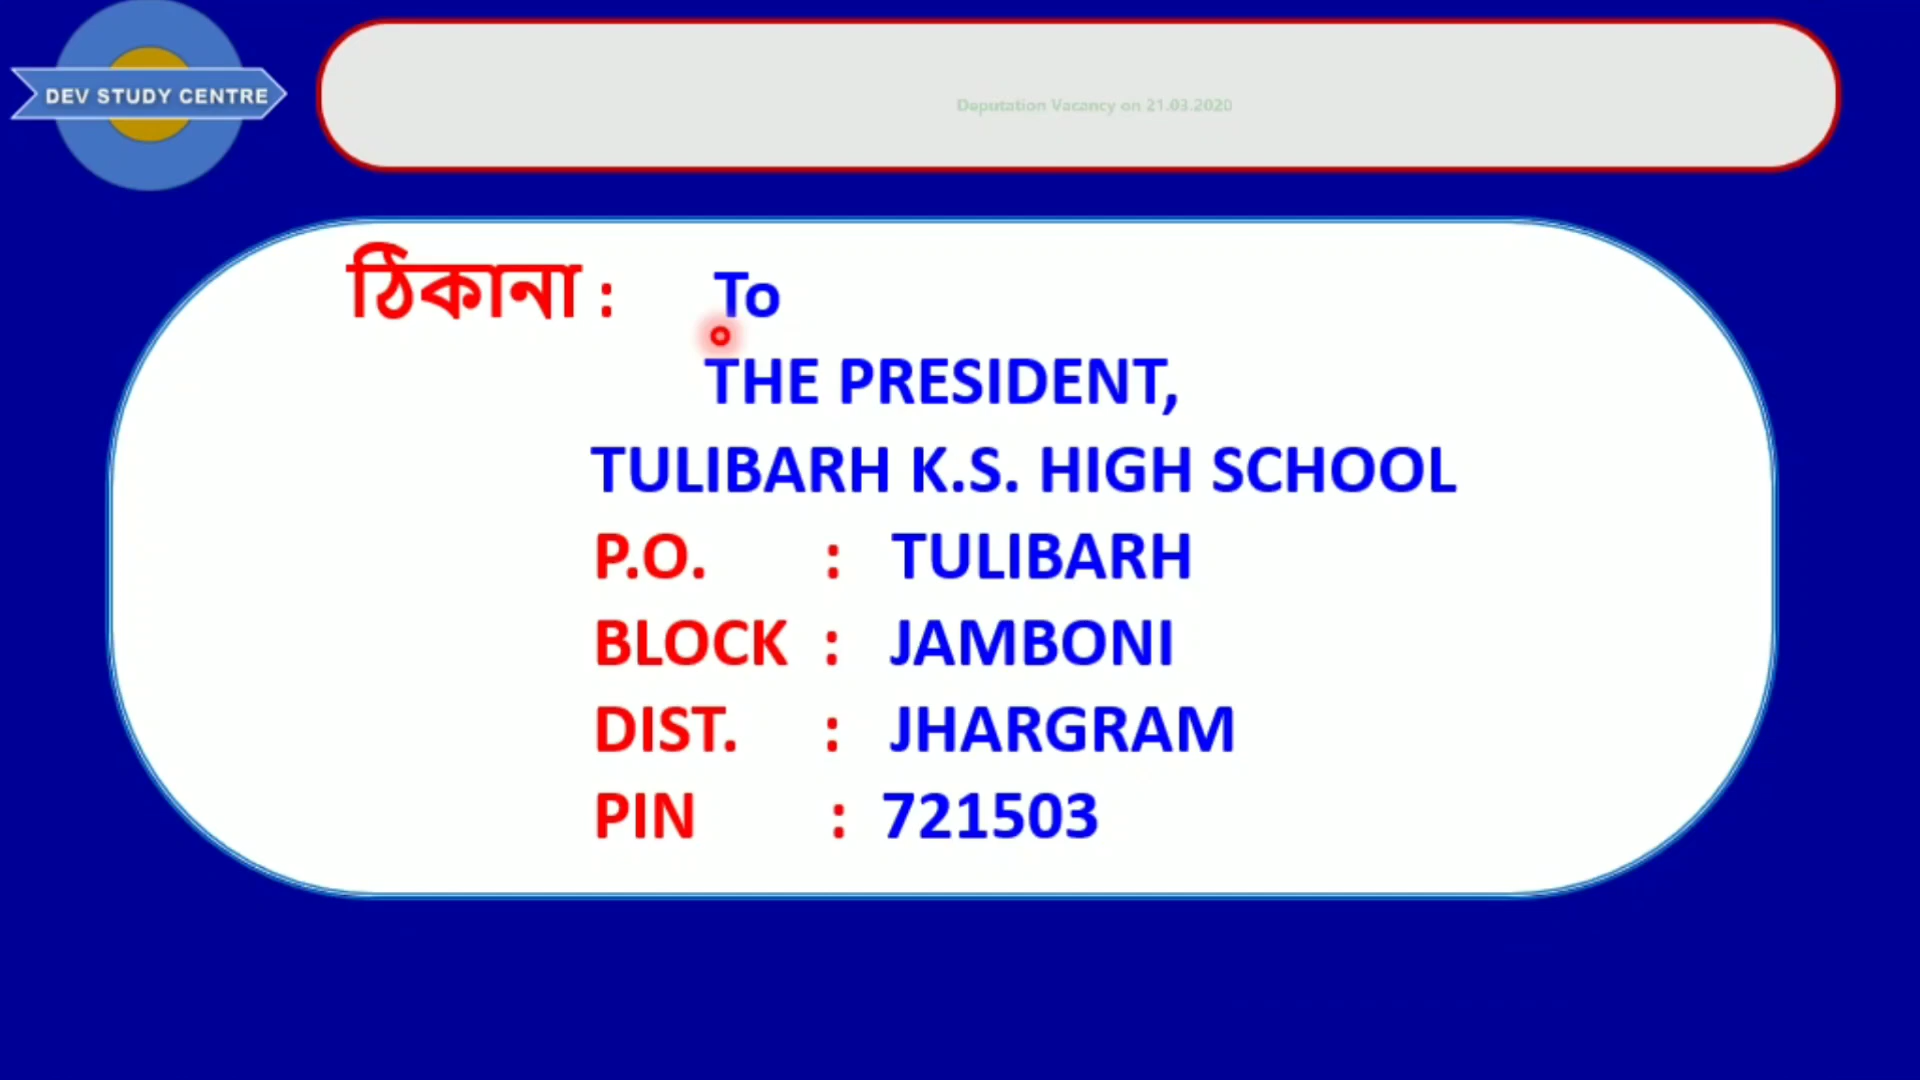 DEV STUDY CENTRE
Deputation Vacancy on 21.03.2020
ঠিকানা : To
THE PRESIDENT,
TULIBARH K.S. HIGH SCHOOL
P.O. : TULIBARH
BLOCK : JAMBONI
DIST. : JHARGRAM
PIN : 721503